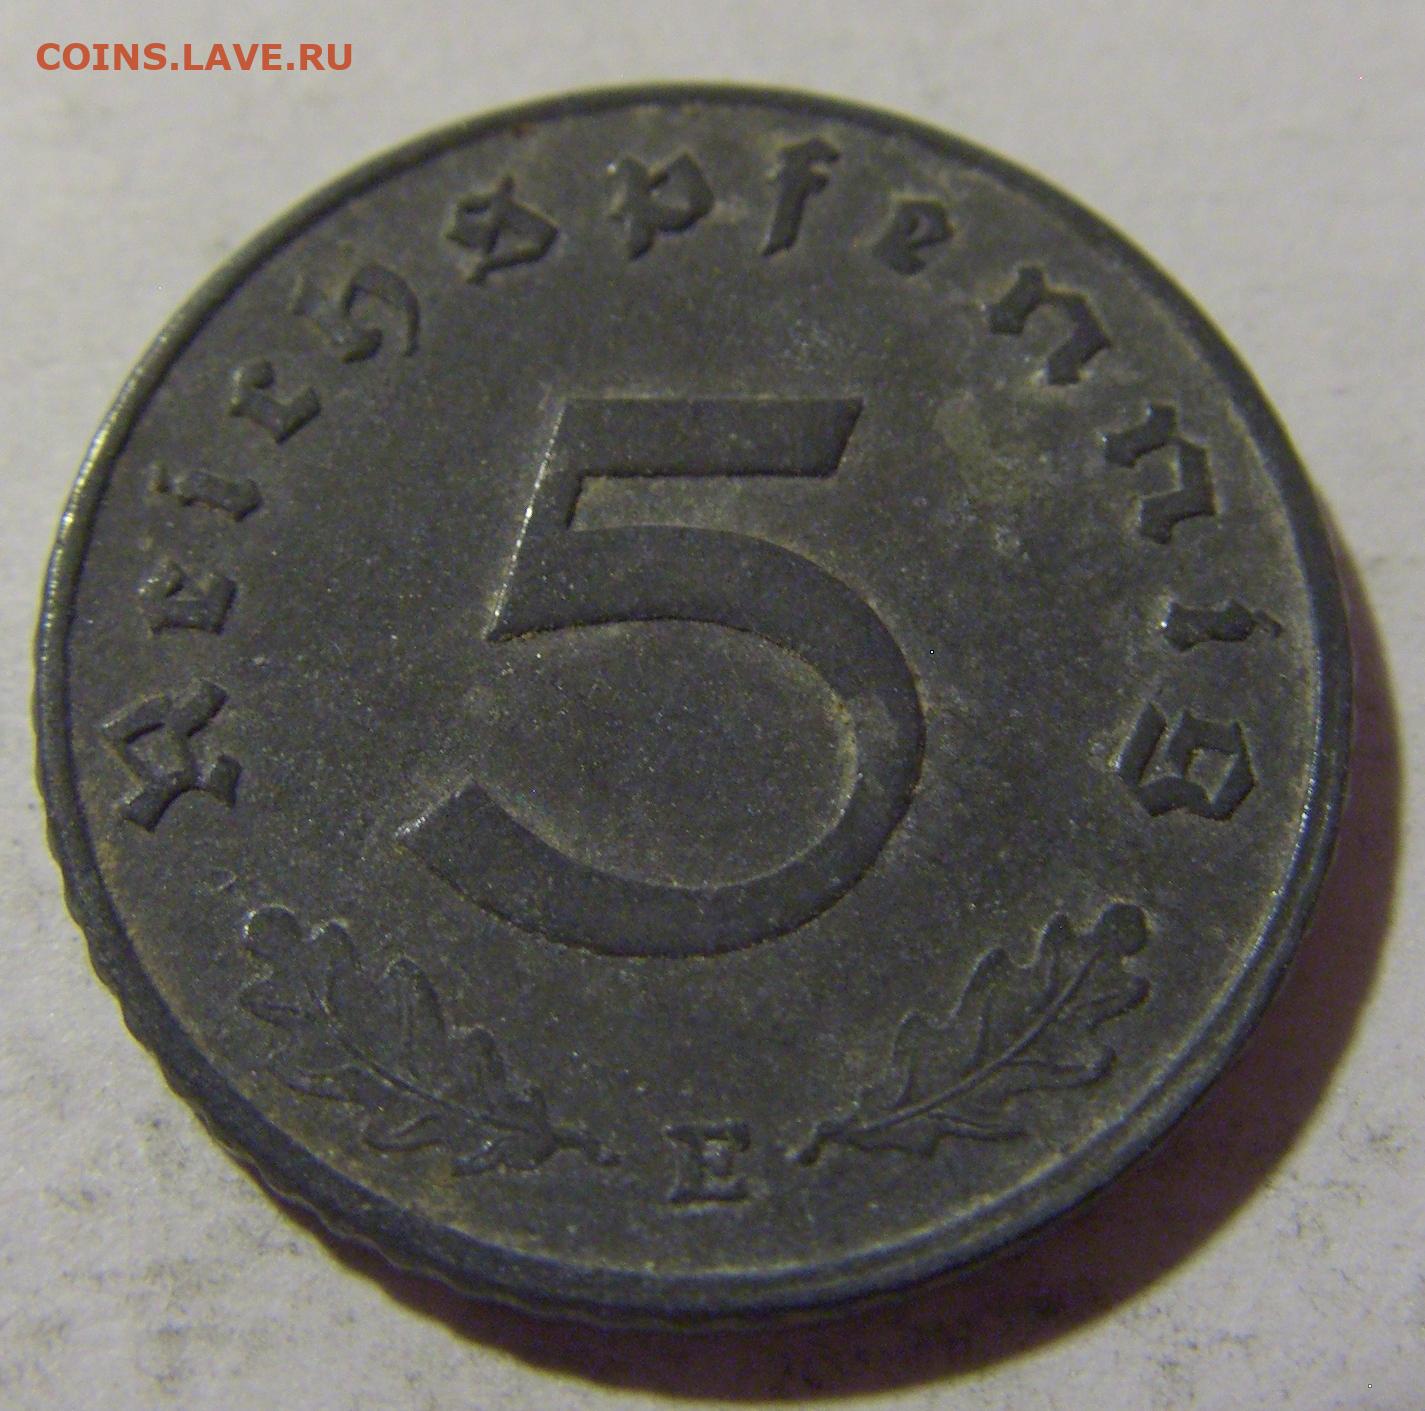 COINS.LAVE.RU
Reichspfennig
5
E